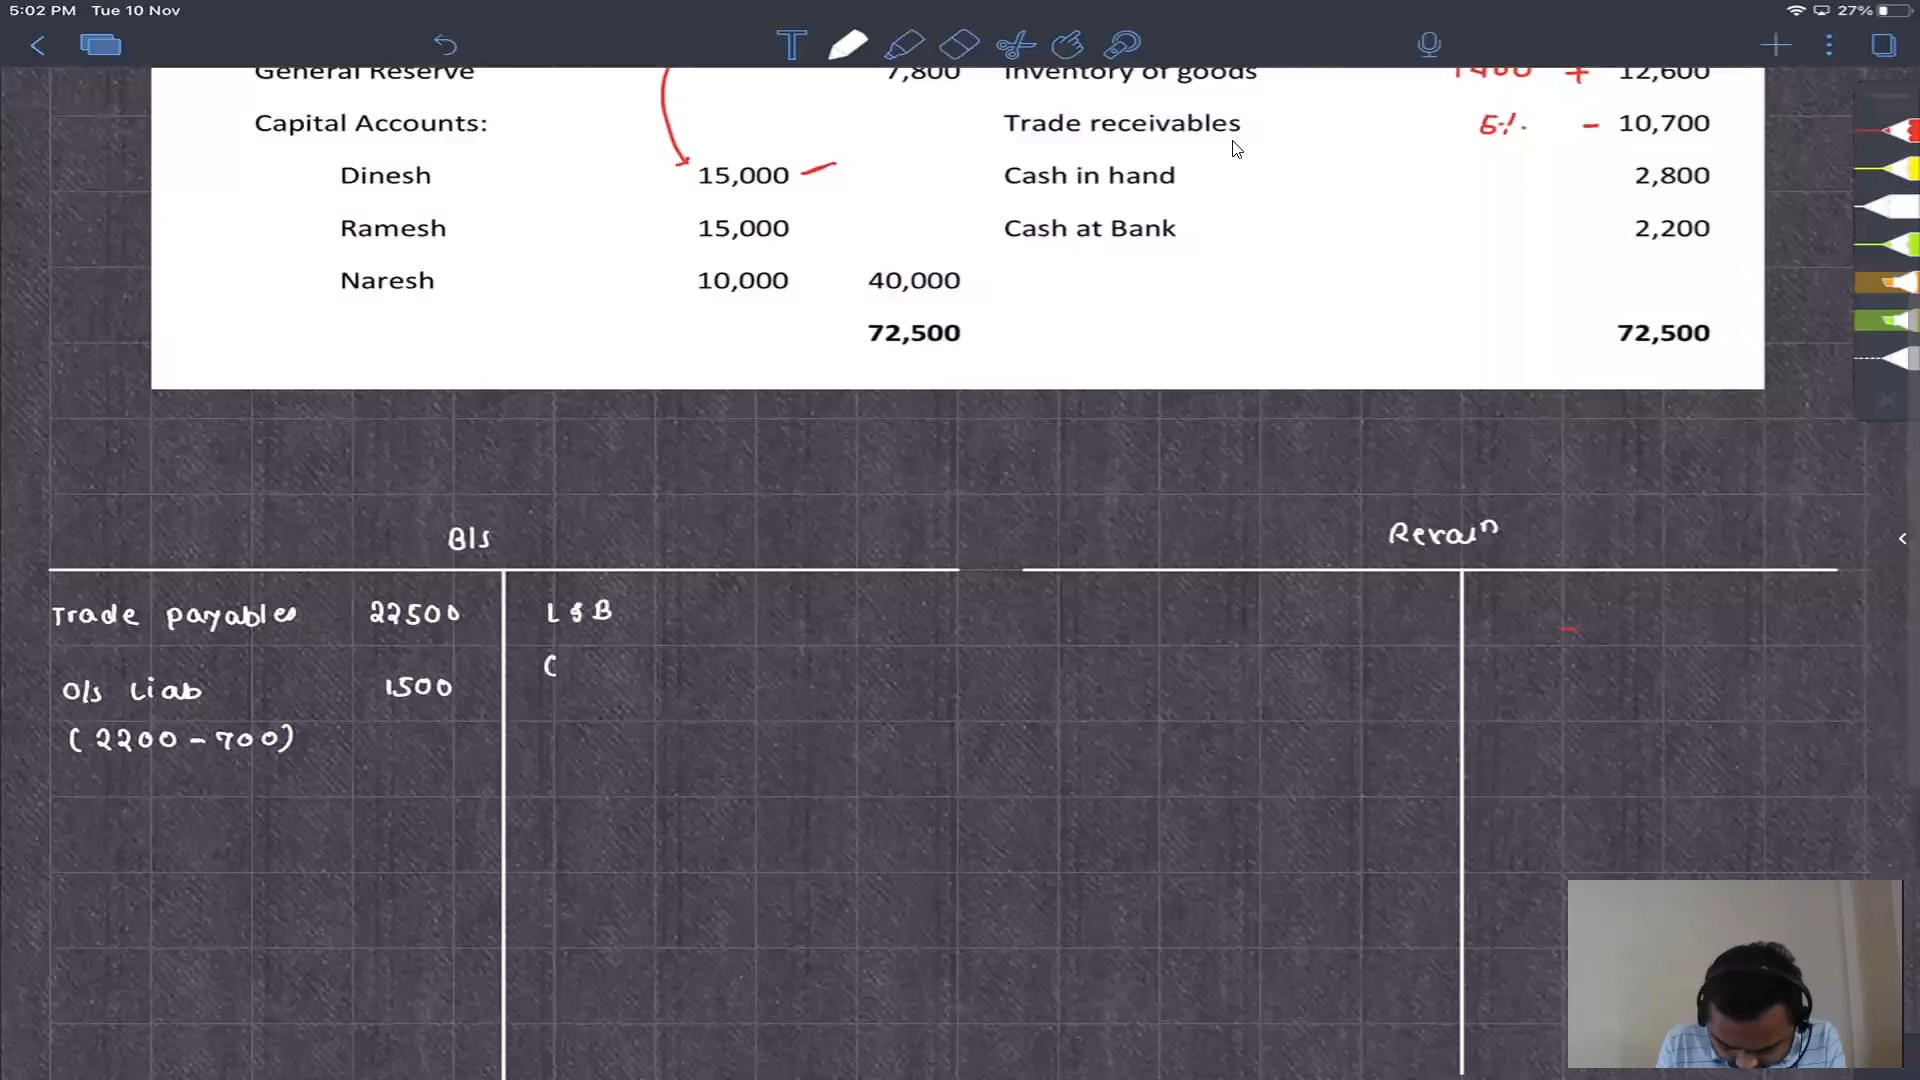 5:02 PM Tue 10 Nov 27%
T
General Reserve 7,800 Inventory of goods 1400 + 12,600
Capital Accounts: Trade receivables 5%. - 10,700
Dinesh 15,000 Cash in hand 2,800
Ramesh 15,000 Cash at Bank 2,200
Naresh 10,000 40,000
72,500 72,500
B/s Revaln
Trade payables 22500 L & B
(
O/s Liab 1500
(2200 - 700)